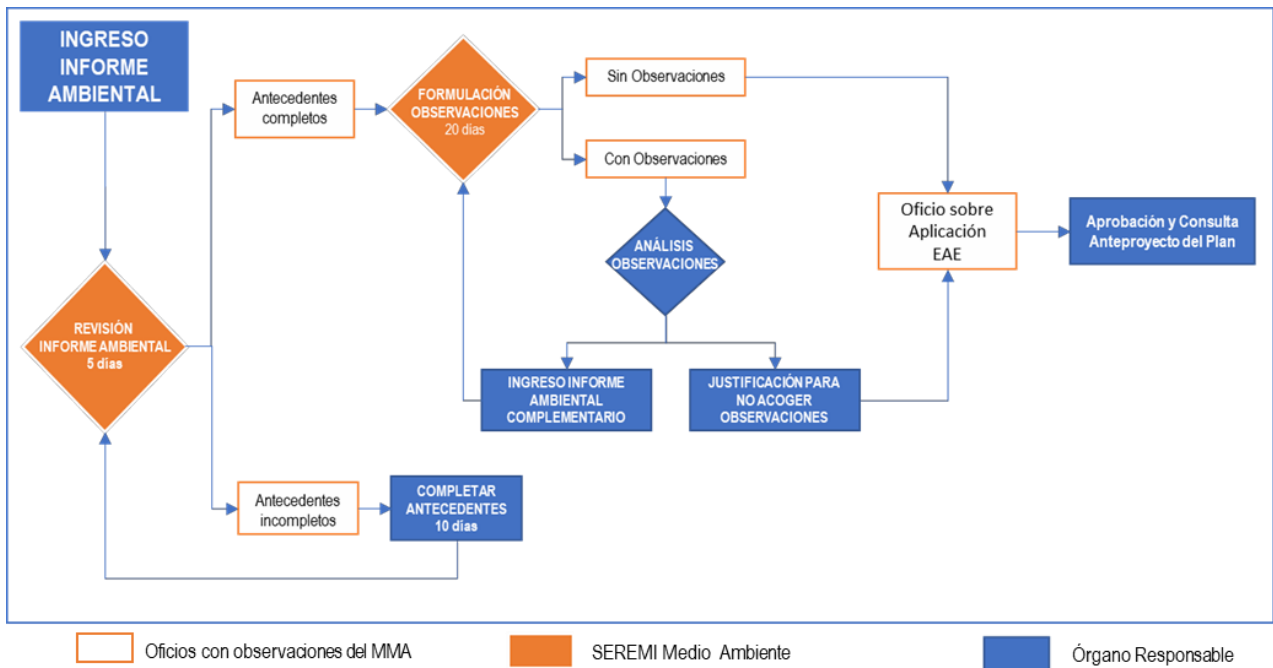 INGRESO
INFORME
AMBIENTAL
Antecedentes
completos
FORMULACIÓN
OBSERVACIONES
20 días
Sin Observaciones
Con Observaciones
ANÁLISIS
OBSERVACIONES
Oficio sobre
Aplicación
EAE
Aprobación y Consulta
Anteproyecto del Plan
REVISIÓN
INFORME AMBIENTAL
5 días
INGRESO INFORME
AMBIENTAL
COMPLEMENTARIO
JUSTIFICACIÓN PARA
NO ACOGER
OBSERVACIONES
Antecedentes
incompletos
COMPLETAR
ANTECEDENTES
10 días
Oficios con observaciones del MMA
SEREMI Medio Ambiente
Órgano Responsable